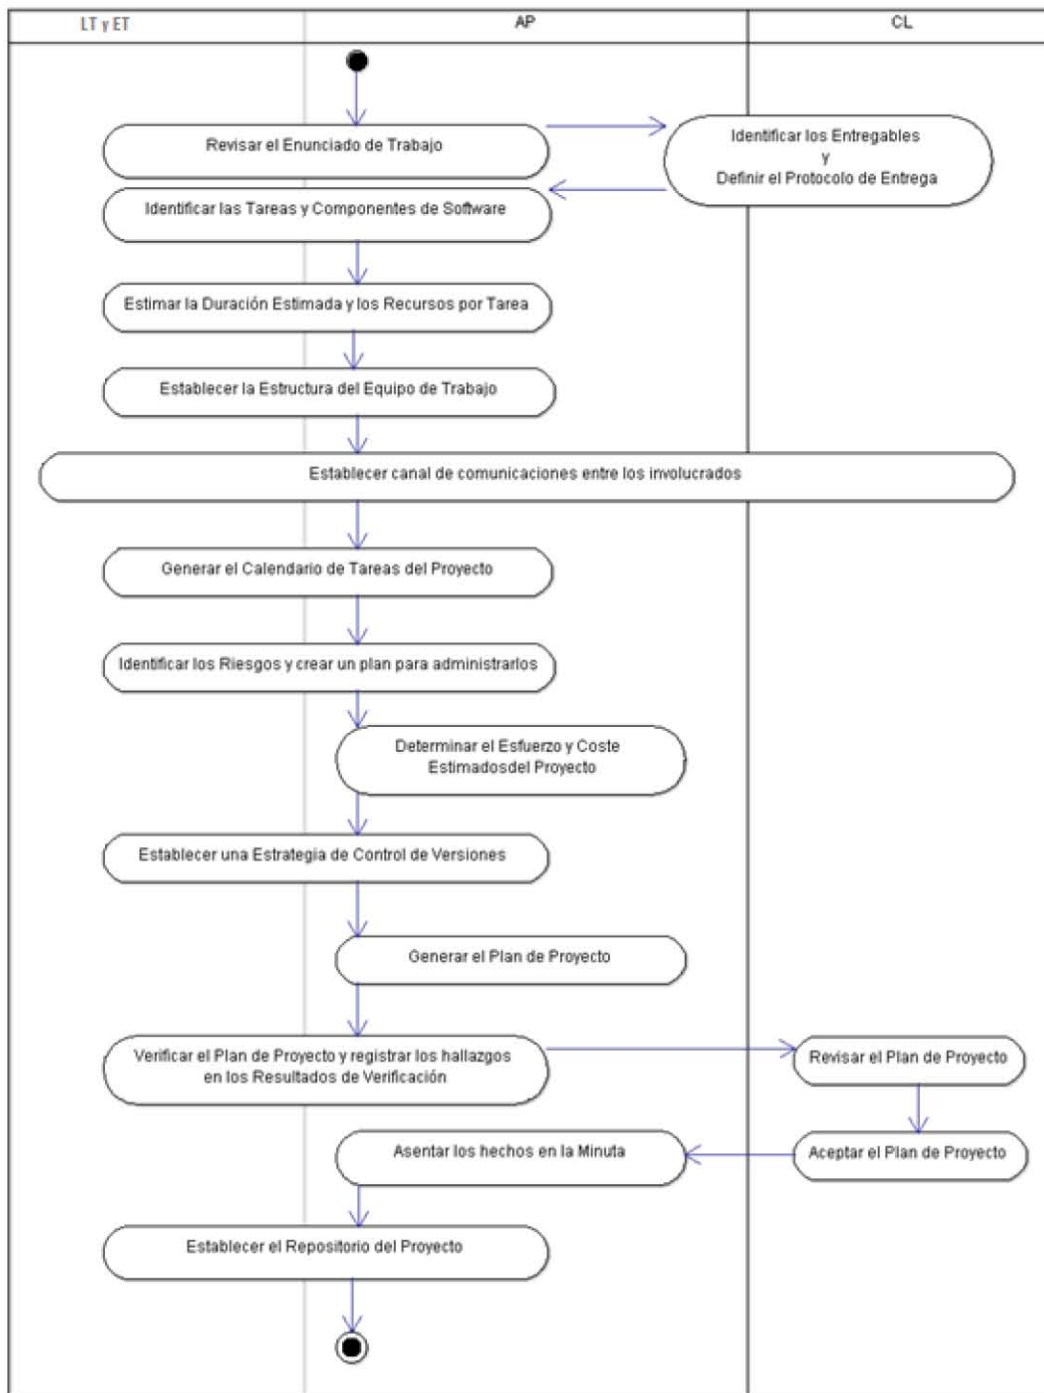 LT y ET
AP
CL
Revisar el Enunciado de Trabajo
Identificar los Entregables
y
Definir el Protocolo de Entrega
Identificar las Tareas y Componentes de Software
Estimar la Duración Estimada y los Recursos por Tarea
Establecer la Estructura del Equipo de Trabajo
Establecer canal de comunicaciones entre los involucrados
Generar el Calendario de Tareas del Proyecto
Identificar los Riesgos y crear un plan para administrarlos
Determinar el Esfuerzo y Coste
Estimadosdel Proyecto
Establecer una Estrategia de Control de Versiones
Generar el Plan de Proyecto
Verificar el Plan de Proyecto y registrar los hallazgos
en los Resultados de Verificación
Revisar el Plan de Proyecto
Asentar los hechos en la Minuta
Aceptar el Plan de Proyecto
Establecer el Repositorio del Proyecto